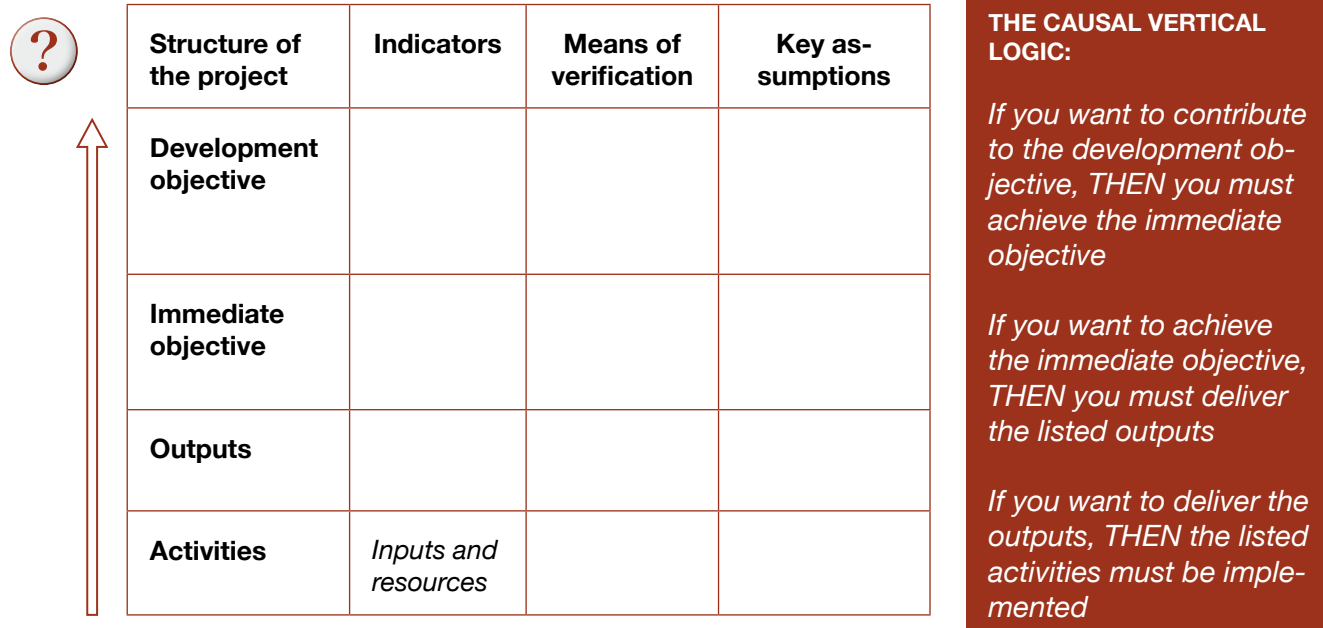 ?
Structure of
the project
Indicators
Means of
verification
Key as-
sumptions
Development
objective
Immediate
objective
Outputs
Activities
Inputs and
resources
THE CAUSAL VERTICAL
LOGIC:
If you want to contribute
to the development ob-
jective, THEN you must
achieve the immediate
objective
If you want to achieve
the immediate objective,
THEN you must deliver
the listed outputs
If you want to deliver the
outputs, THEN the listed
activities must be imple-
mented